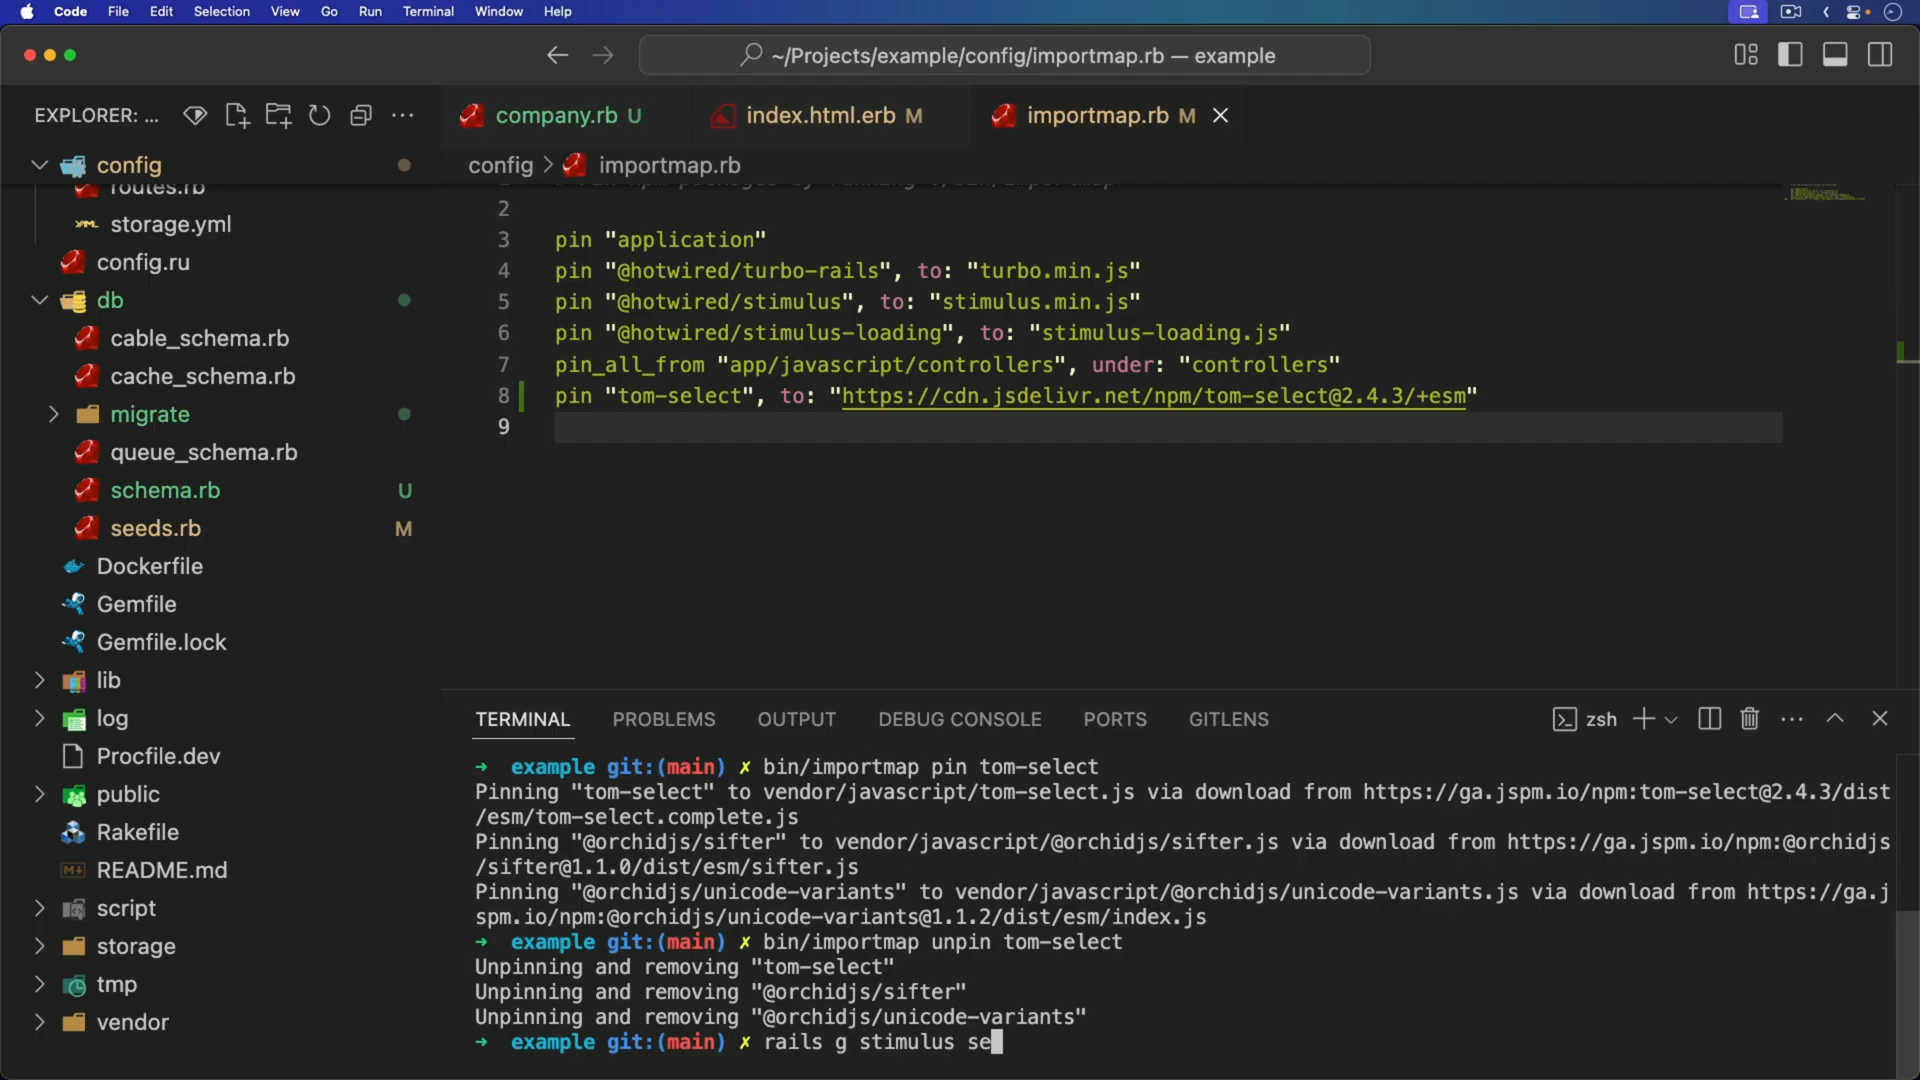 Code File Edit Selection View Go Run Terminal Window Help
~/Projects/example/config/importmap.rb — example
EXPLORER: ...
company.rb U
index.html.erb M
importmap.rb M
config > importmap.rb
config
routes.rb
storage.yml
config.ru
db
cable_schema.rb
cache_schema.rb
migrate
queue_schema.rb
schema.rb U
seeds.rb M
Dockerfile
Gemfile
Gemfile.lock
lib
log
Procfile.dev
public
Rakefile
README.md
script
storage
tmp
vendor
2
3 pin "application"
4 pin "@hotwired/turbo-rails", to: "turbo.min.js"
5 pin "@hotwired/stimulus", to: "stimulus.min.js"
6 pin "@hotwired/stimulus-loading", to: "stimulus-loading.js"
7 pin_all_from "app/javascript/controllers", under: "controllers"
8 pin "tom-select", to: "https://cdn.jsdelivr.net/npm/tom-select@2.4.3/+esm"
9
TERMINAL PROBLEMS OUTPUT DEBUG CONSOLE PORTS GITLENS
zsh
➜ example git:(main) ✗ bin/importmap pin tom-select
Pinning "tom-select" to vendor/javascript/tom-select.js via download from https://ga.jspm.io/npm:tom-select@2.4.3/dist
/esm/tom-select.complete.js
Pinning "@orchidjs/sifter" to vendor/javascript/@orchidjs/sifter.js via download from https://ga.jspm.io/npm:@orchidjs
/sifter@1.1.0/dist/esm/sifter.js
Pinning "@orchidjs/unicode-variants" to vendor/javascript/@orchidjs/unicode-variants.js via download from https://ga.j
spm.io/npm:@orchidjs/unicode-variants@1.1.2/dist/esm/index.js
➜ example git:(main) ✗ bin/importmap unpin tom-select
Unpinning and removing "tom-select"
Unpinning and removing "@orchidjs/sifter"
Unpinning and removing "@orchidjs/unicode-variants"
➜ example git:(main) ✗ rails g stimulus se